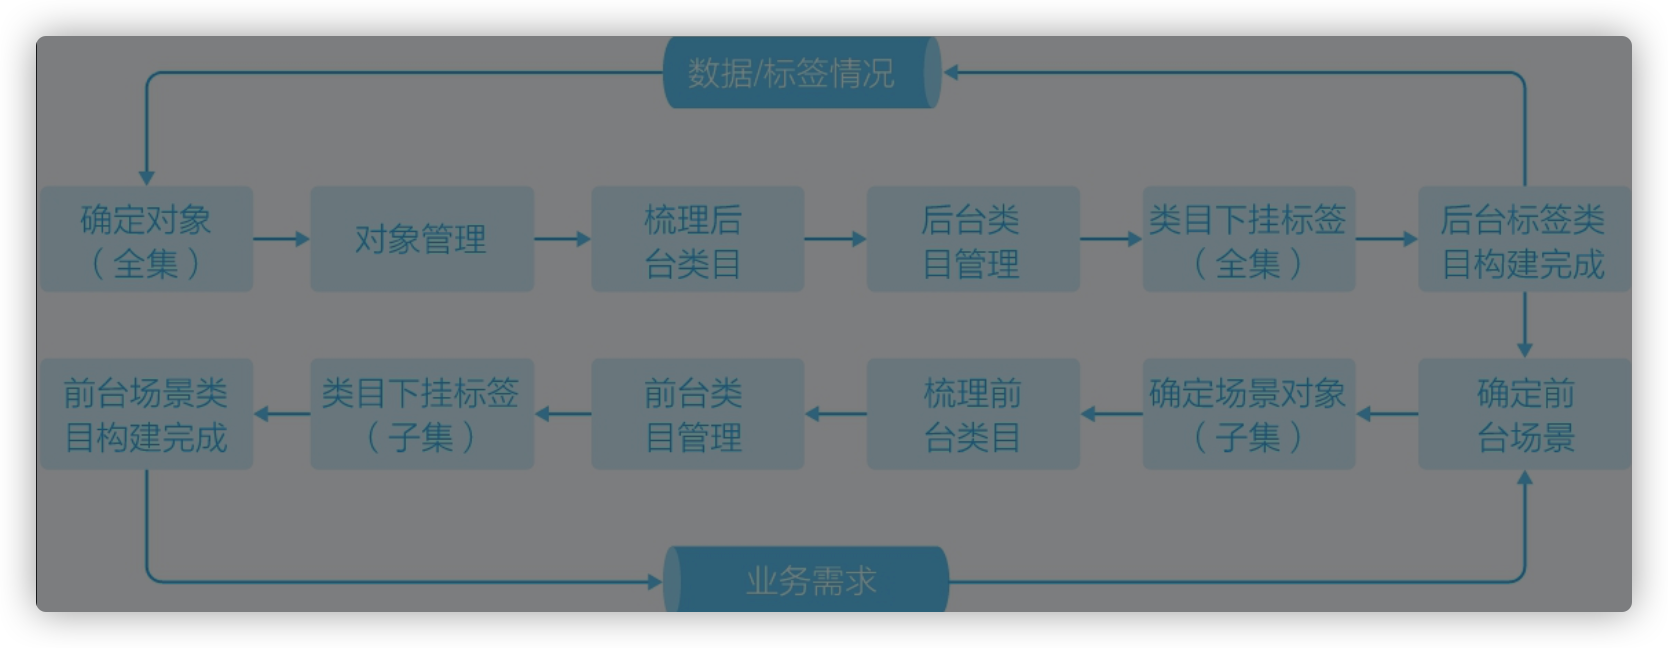 数据/标签情况
确定对象
（全集）
对象管理
梳理后
台类目
后台类
目管理
类目下挂标签
（全集）
后台标签类
目构建完成
前台场景类
目构建完成
类目下挂标签
（子集）
前台类
目管理
梳理前
台类目
确定场景对象
（子集）
确定前
台场景
业务需求